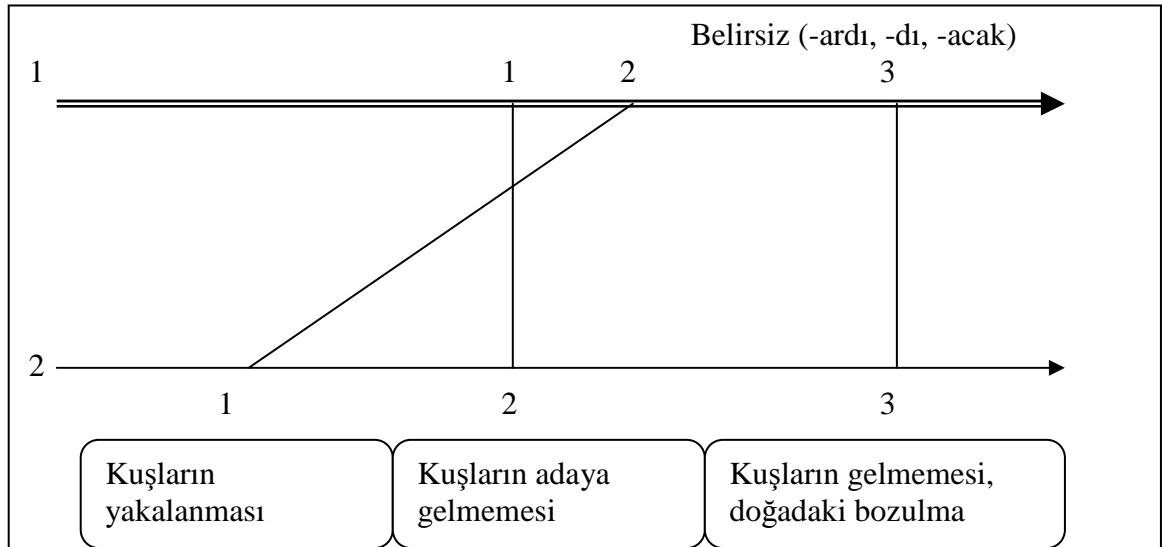 Belirsiz (-ardı, -dı, -acak)
1 1 2 3
2
1 2 3
Kuşların
yakalanması
Kuşların adaya
gelmemesi
Kuşların gelmemesi,
doğadaki bozulma